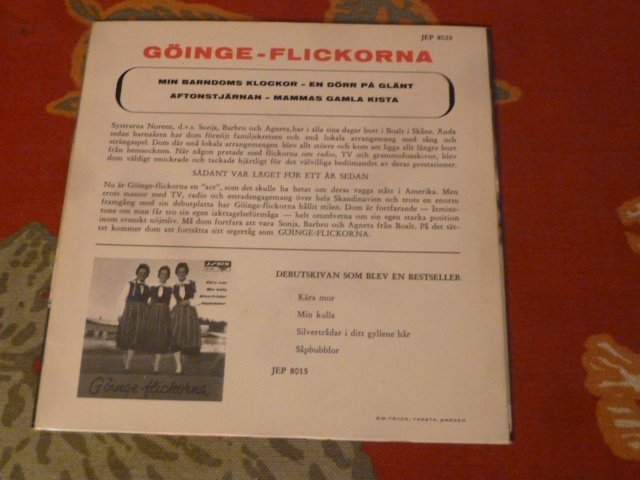 JEP 8025
GÖINGE-FLICKORNA
MIN BARNDOMS KLOCKOR - EN DÖRR PÅ GLÄNT
AFTONSTJÄRNAN - MAMMAS GAMLA KISTA
Systrarna Noreen, d.v.s. Sonja, Barbro och Agneta, har i alla sina dagar bott i Boalt i Skåne. Ända
sedan barnaåren har dom förnöjt familjekretsen och små lokala arrangemang med sång och
strängaspel. Dom där små lokala arrangemangen blev allt större och kom att ligga allt längre bort
från hemsocknen. När någon pratade med flickorna om radio, TV och grammofonskivor, blev
dom väldigt smickrade och tackade hjärtligt för det välvilliga bedömandet av deras prestationer.
SÅDANT VAR LÄGET FÖR ETT ÅR SEDAN
Nu är Göinge-flickorna en "act", som det skulle ha hetat om deras vagga stått i Amerika. Men
trots massor med TV, radio och estradengagemang över hela Skandinavien och trots en enorm
framgång med sin debutplatta har Göinge-flickorna hållit stilen. Dom är fortfarande — åtmins-
tone om man får tro sin egen iakttagelseförmåga — helt omedvetna om sin egen starka position
inom svenskt nöjesliv. Må dom fortfara att vara Sonja, Barbro och Agneta från Boalt. På det sät-
tet kommer dom att fortsätta sitt segertåg som GÖINGE-FLICKORNA.
DEBUTSKIVAN SOM BLEV EN BESTSELLER
Kära mor
Min kulla
Silvertrådar i ditt gyllene hår
Såpbubblor
JEP 8015
Kära mor
Min kulla
Silvertrådar
Såpbubblor
Göinge-flickorna